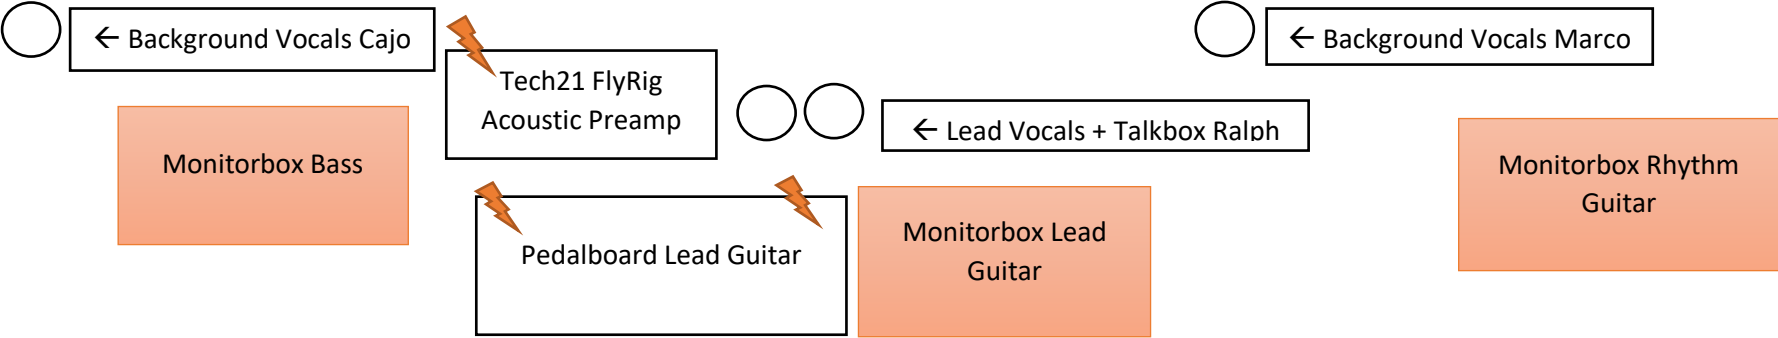 ← Background Vocals Cajo
← Background Vocals Marco
Tech21 FlyRig
Acoustic Preamp
← Lead Vocals + Talkbox Ralph
Monitorbox Bass
Monitorbox Rhythm
Guitar
Pedalboard Lead Guitar
Monitorbox Lead
Guitar